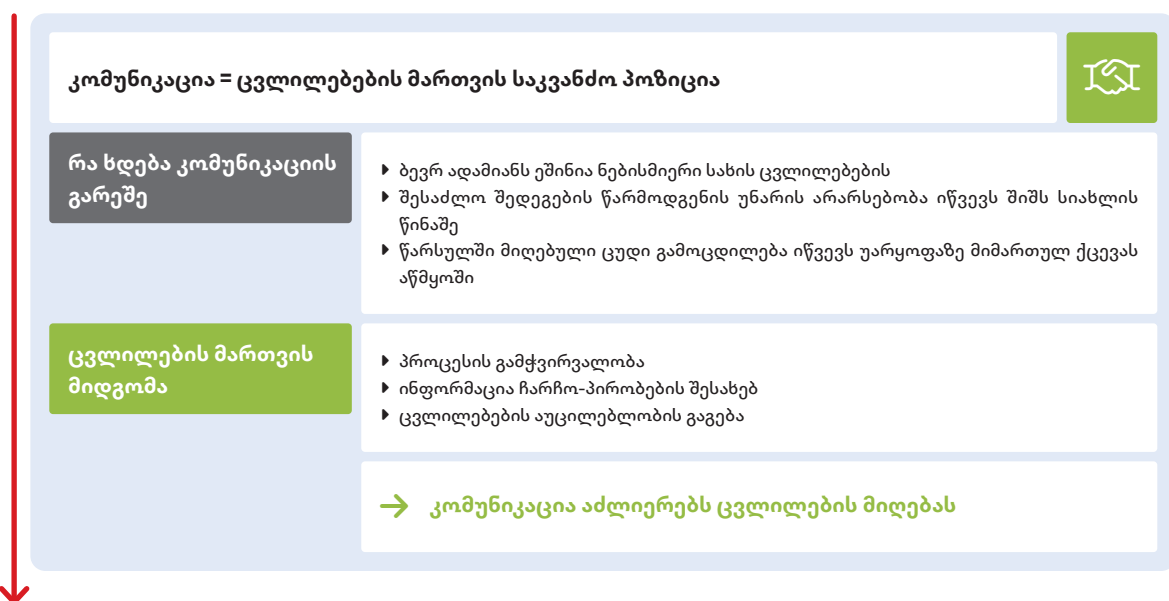 კომუნიკაცია = ცვლილებების მართვის საკვანძო პოზიცია
რა ხდება კომუნიკაციის
გარეშე
ბევრ ადამიანს ეშინია ნებისმიერი სახის ცვლილებების
შესაძლო შედეგების წარმოდგენის უნარის არარსებობა იწვევს შიშს სიახლის
წინაშე
წარსულში მიღებული ცუდი გამოცდილება იწვევს უარყოფაზე მიმართულ ქცევას
აწმყოში
ცვლილების მართვის
მიდგომა
პროცესის გამჭვირვალობა
ინფორმაცია ჩარჩო-პირობების შესახებ
ცვლილებების აუცილებლობის გაგება
კომუნიკაცია აძლიერებს ცვლილების მიღებას